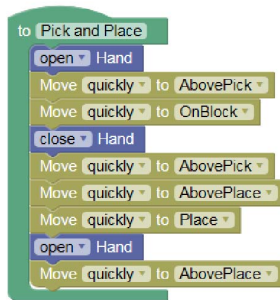 to Pick and Place
open Hand
Move quickly to AbovePick
Move quickly to OnBlock
close Hand
Move quickly to AbovePick
Move quickly to AbovePlace
Move quickly to Place
open Hand
Move quickly to AbovePlace